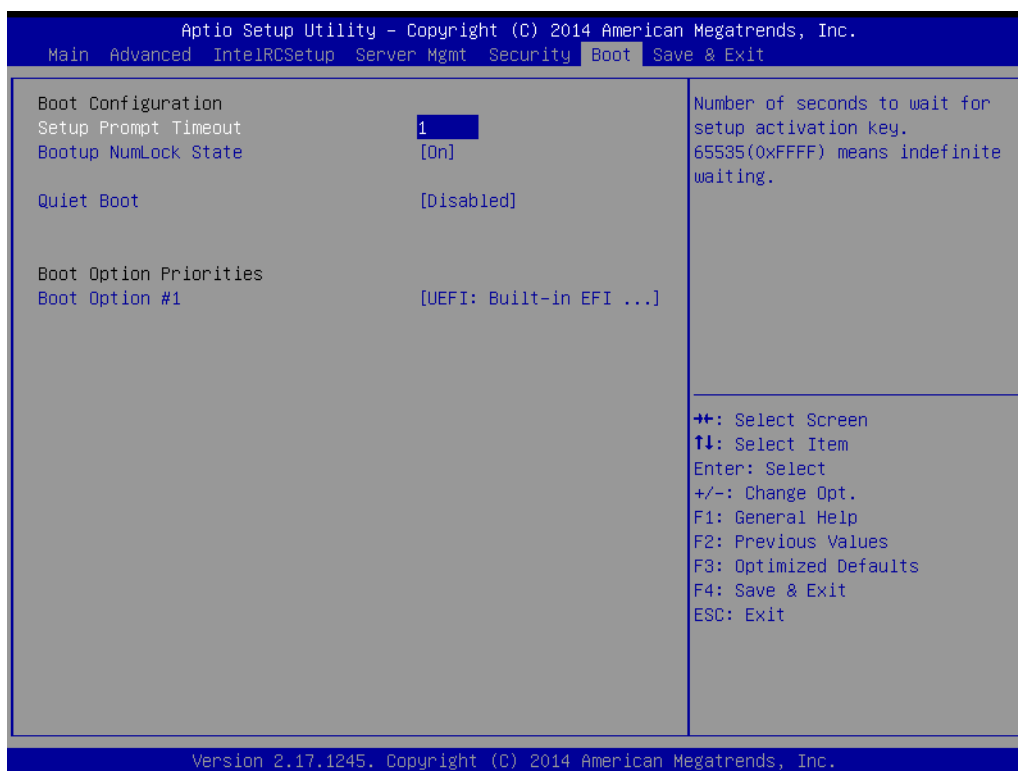 Aptio Setup Utility – Copyright (C) 2014 American Megatrends, Inc.
Main Advanced IntelRCSetup Server Mgmt Security Boot Save & Exit
Boot Configuration
Setup Prompt Timeout 1
Bootup NumLock State [On]
Quiet Boot [Disabled]
Boot Option Priorities
Boot Option #1 [UEFI: Built-in EFI ...]
Number of seconds to wait for
setup activation key.
65535(0xFFFF) means indefinite
waiting.
→←: Select Screen
↑↓: Select Item
Enter: Select
+/-: Change Opt.
F1: General Help
F2: Previous Values
F3: Optimized Defaults
F4: Save & Exit
ESC: Exit
Version 2.17.1245. Copyright (C) 2014 American Megatrends, Inc.